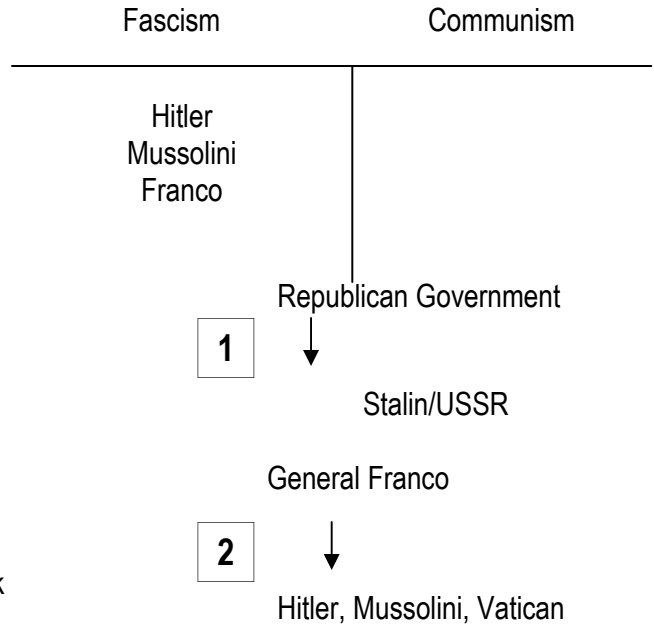 Fascism Communism
Hitler
Mussolini
Franco
Republican Government
1
Stalin/USSR
General Franco
2
k
Hitler, Mussolini, Vatican